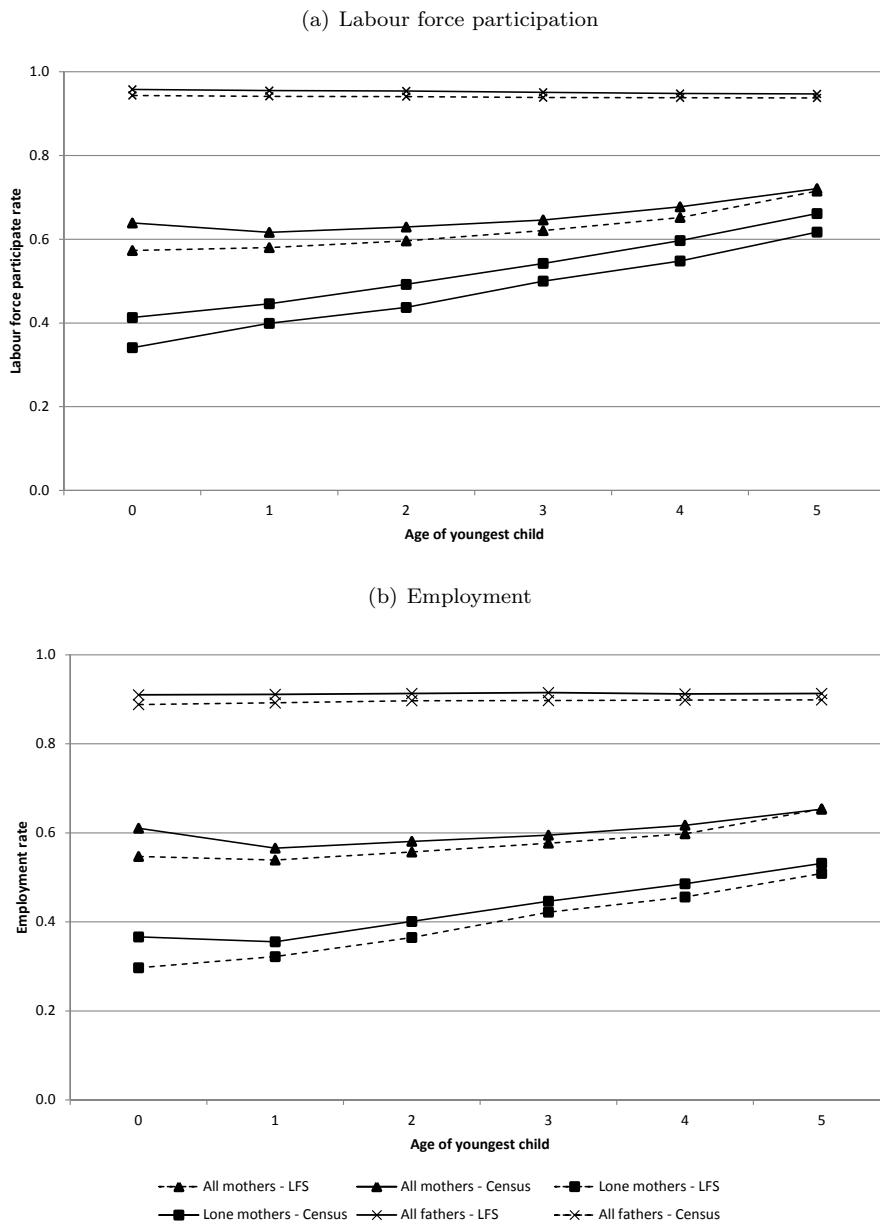 (a) Labour force participation
1.0
0.8
0.6
0.4
0.2
0.0
Labour force participate rate
0 1 2 3 4 5
Age of youngest child
(b) Employment
1.0
0.8
0.6
0.4
0.2
0.0
Employment rate
0 1 2 3 4 5
Age of youngest child
All mothers - LFS All mothers - Census Lone mothers - LFS
Lone mothers - Census All fathers - LFS All fathers - Census